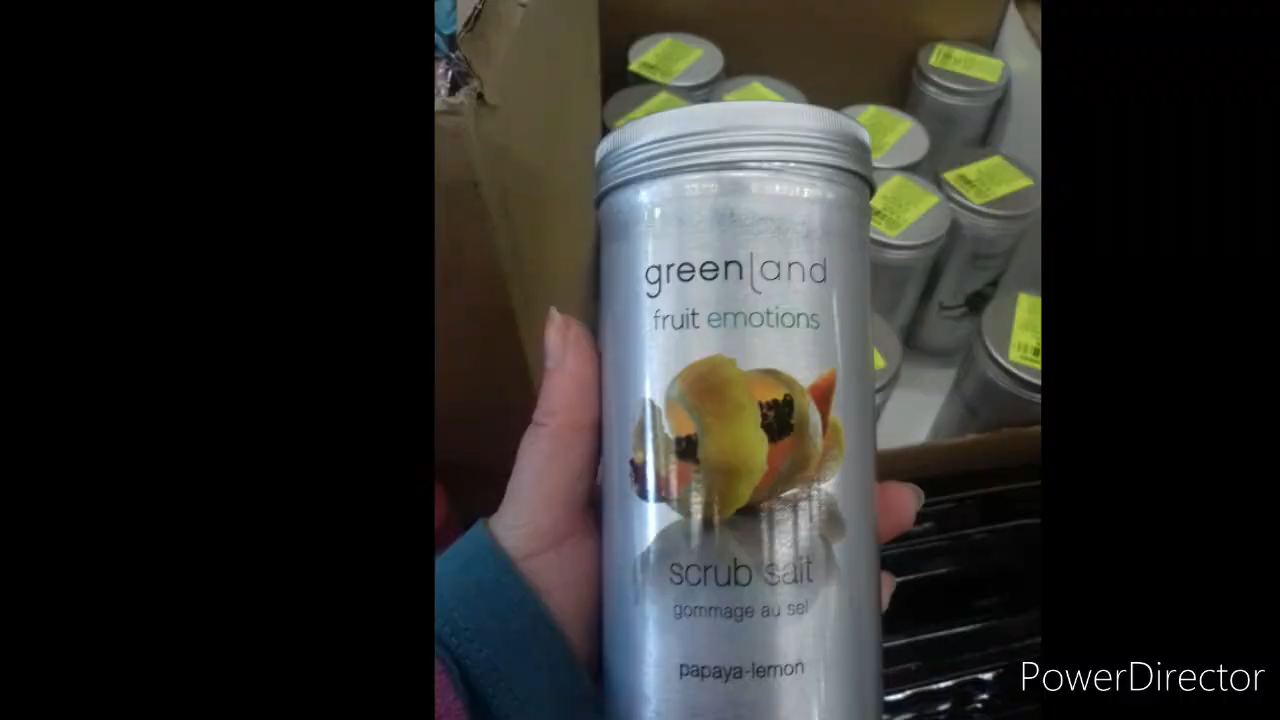 greenland
fruit emotions
scrub salt
gommage au sel
papaya-lemon
PowerDirector